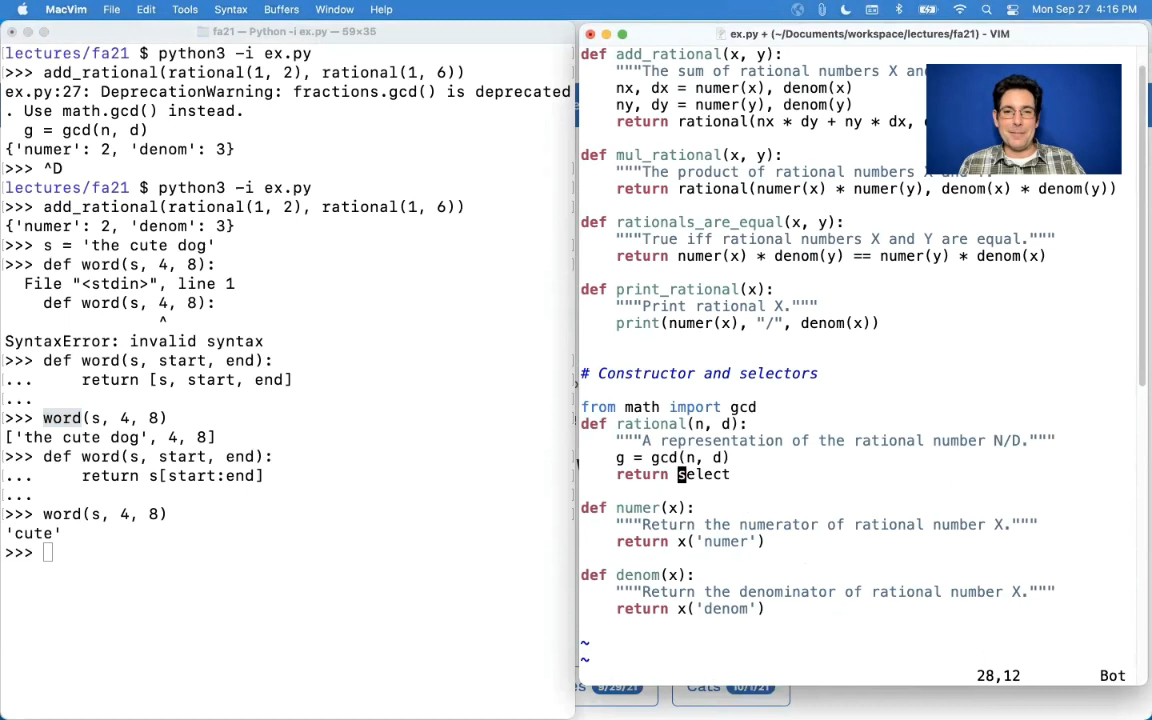 MacVim File Edit Tools Syntax Buffers Window Help Mon Sep 27 4:16 PM
fa21 — Python -i ex.py — 59×35
lectures/fa21 $ python3 -i ex.py
>>> add_rational(rational(1, 2), rational(1, 6))
ex.py:27: DeprecationWarning: fractions.gcd() is deprecated
. Use math.gcd() instead.
  g = gcd(n, d)
{'numer': 2, 'denom': 3}
>>> ^D
lectures/fa21 $ python3 -i ex.py
>>> add_rational(rational(1, 2), rational(1, 6))
{'numer': 2, 'denom': 3}
>>> s = 'the cute dog'
>>> def word(s, 4, 8):
  File "<stdin>", line 1
    def word(s, 4, 8):
                ^
SyntaxError: invalid syntax
>>> def word(s, start, end):
...     return [s, start, end]
...
>>> word(s, 4, 8)
['the cute dog', 4, 8]
>>> def word(s, start, end):
...     return s[start:end]
...
>>> word(s, 4, 8)
'cute'
>>>
ex.py + (~/Documents/workspace/lectures/fa21) - VIM
def add_rational(x, y):
    """The sum of rational numbers X
    nx, dx = numer(x), denom(x)
    ny, dy = numer(y), denom(y)
    return rational(nx * dy + ny * dx,
def mul_rational(x, y):
    """The product of rational numbers
    return rational(numer(x) * numer(y), denom(x) * denom(y))
def rationals_are_equal(x, y):
    """True iff rational numbers X and Y are equal."""
    return numer(x) * denom(y) == numer(y) * denom(x)
def print_rational(x):
    """Print rational X."""
    print(numer(x), "/", denom(x))
# Constructor and selectors
from math import gcd
def rational(n, d):
    """A representation of the rational number N/D."""
    g = gcd(n, d)
    return select
def numer(x):
    """Return the numerator of rational number X."""
    return x('numer')
def denom(x):
    """Return the denominator of rational number X."""
    return x('denom')
~
~
28,12 Bot
9/29/21 Cats 10/1/21